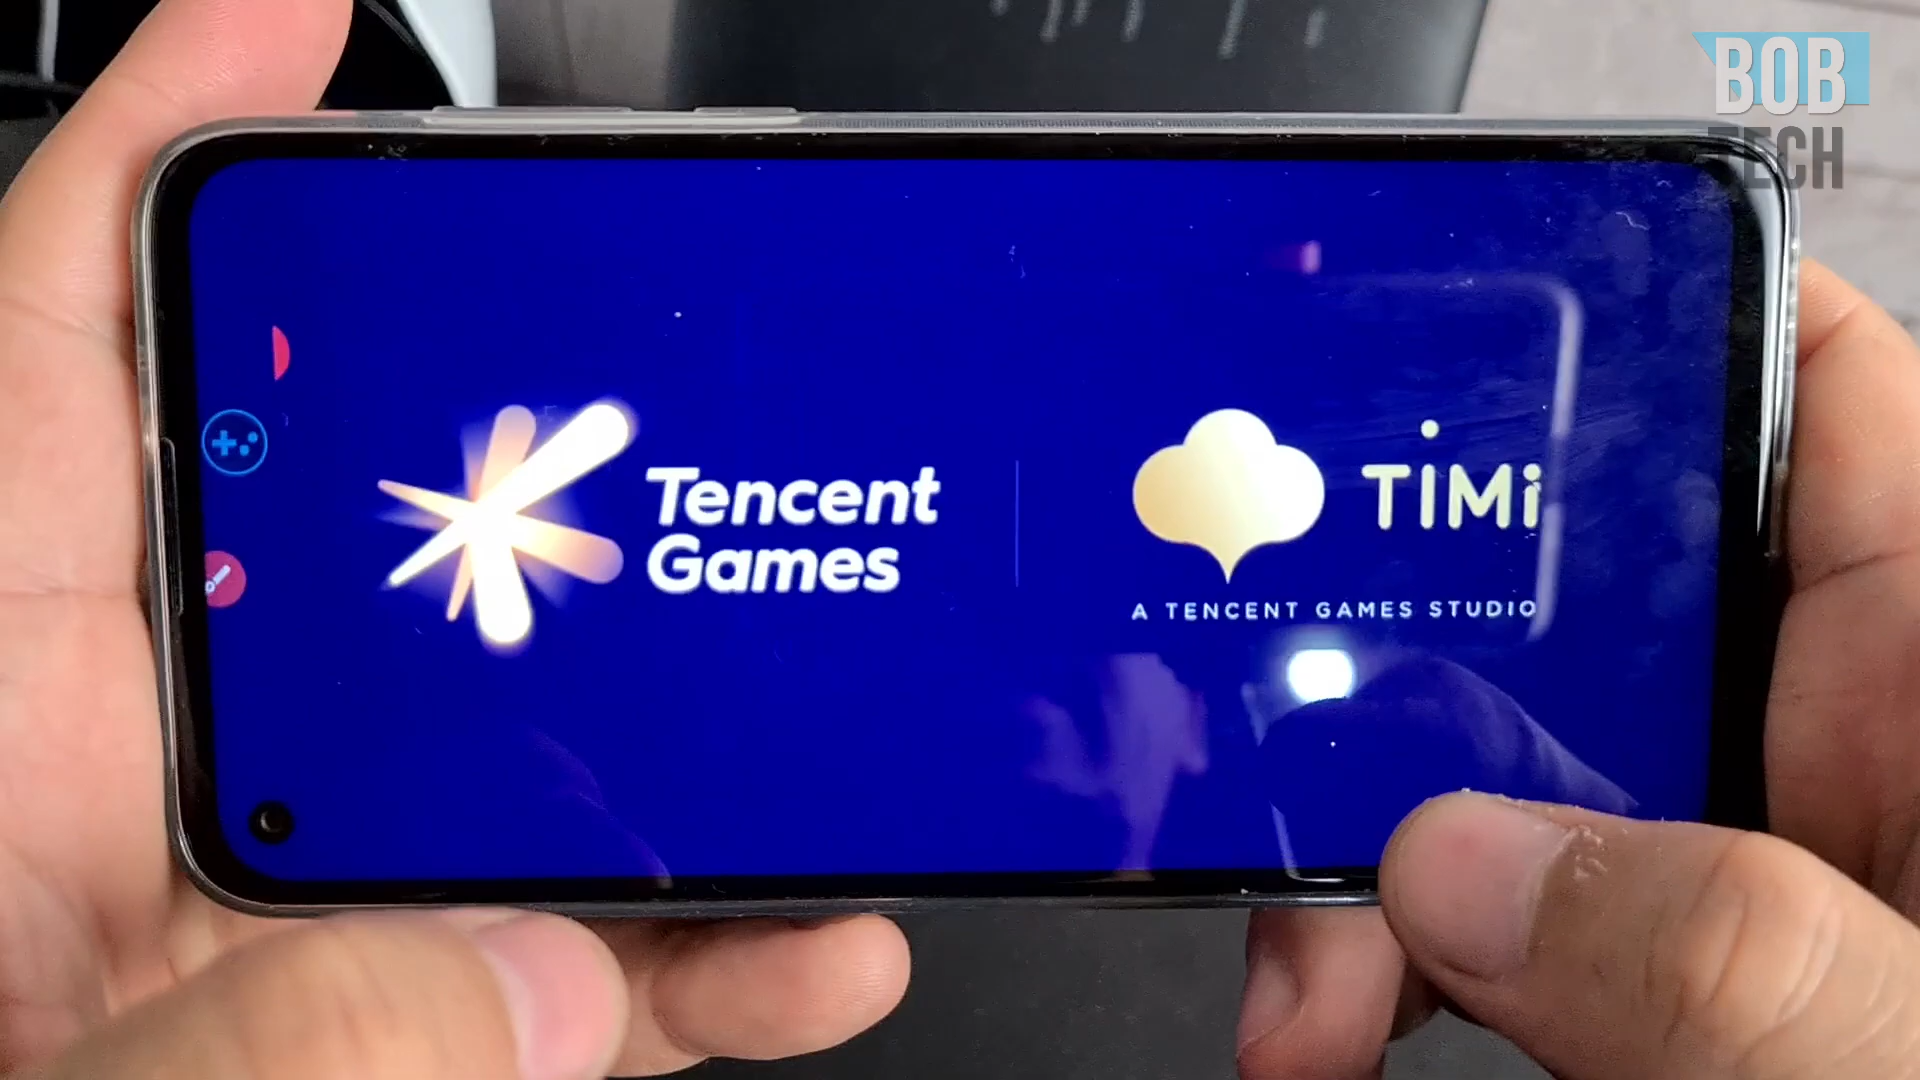 BOB
TECH
Tencent
Games
TiMi
A TENCENT GAMES STUDIO